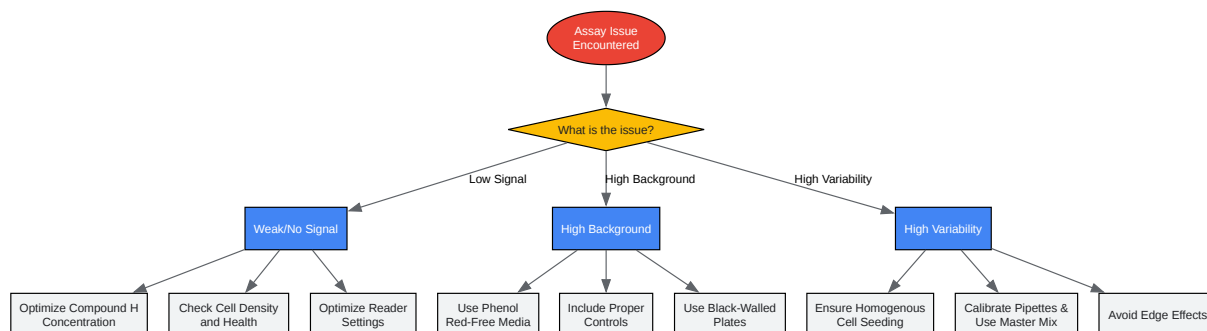 Assay Issue
Encountered
What is the issue?
Low Signal
High Background
High Variability
Weak/No Signal
High Background
High Variability
Optimize Compound H
Concentration
Check Cell Density
and Health
Optimize Reader
Settings
Use Phenol
Red-Free Media
Include Proper
Controls
Use Black-Walled
Plates
Ensure Homogenous
Cell Seeding
Calibrate Pipettes &
Use Master Mix
Avoid Edge Effects